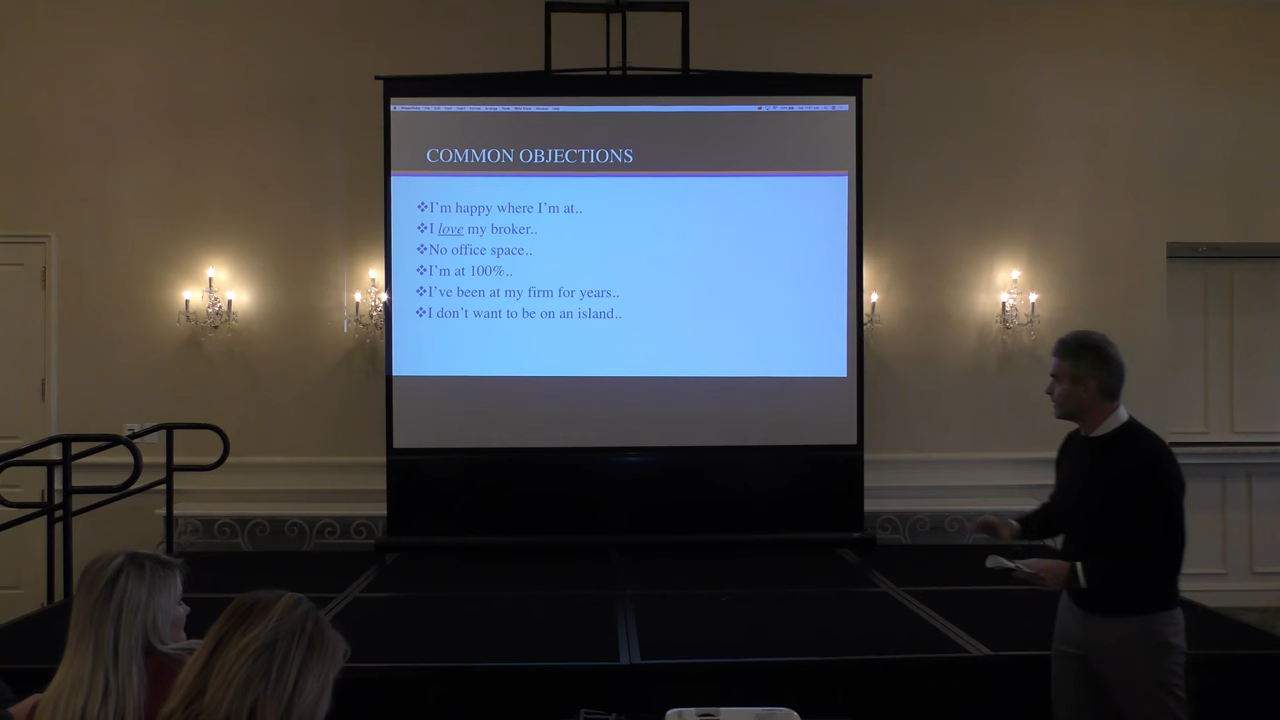 COMMON OBJECTIONS
❖I'm happy where I'm at..
❖I love my broker..
❖No office space..
❖I'm at 100%..
❖I've been at my firm for years..
❖I don't want to be on an island..